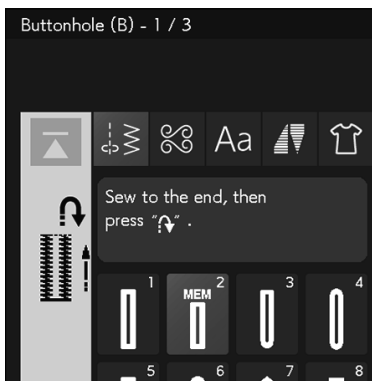 Buttonhole (B) - 1 / 3
Aa
Sew to the end, then
press "↷" .
1 2 3 4
MEM
5 6 7 8